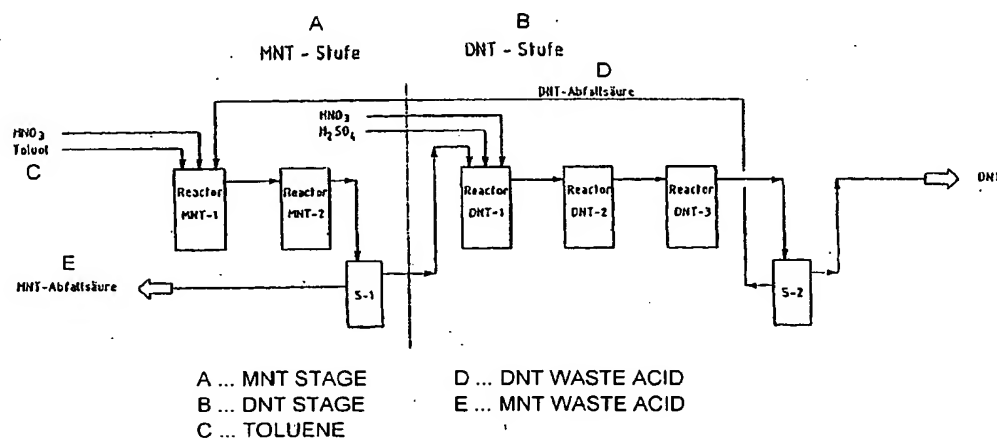 A
MNT - Stufe
B
DNT - Stufe
D
DNT-Abfallsäure
HNO3
Toluol
C
HNO3
H2SO4
Reactor
MNT-1
Reactor
MNT-2
Reactor
DNT-1
Reactor
DNT-2
Reactor
DNT-3
DNT
E
MNT-Abfallsäure
S-1
S-2
A ... MNT STAGE
B ... DNT STAGE
C ... TOLUENE
D ... DNT WASTE ACID
E ... MNT WASTE ACID